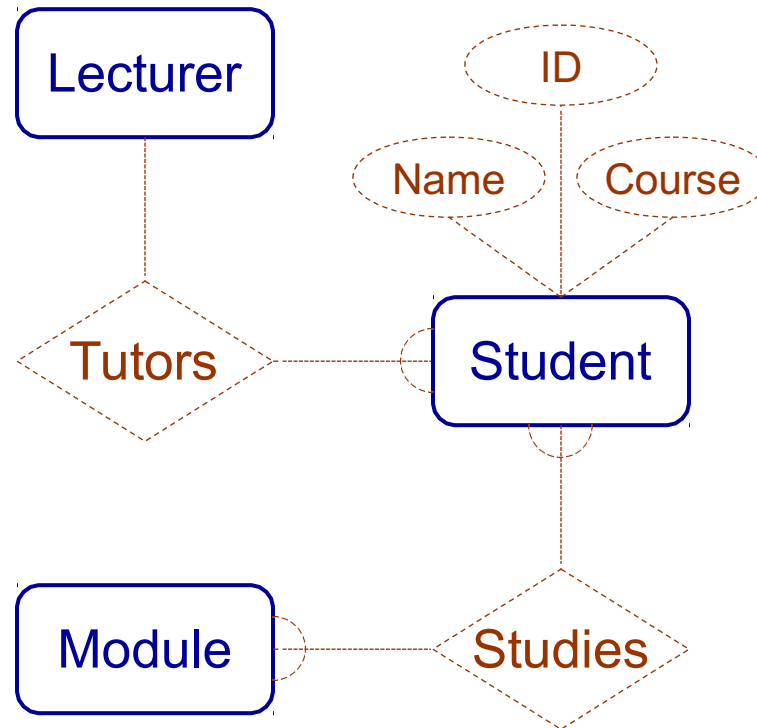 Lecturer
ID
Name
Course
Tutors
Student
Module
Studies